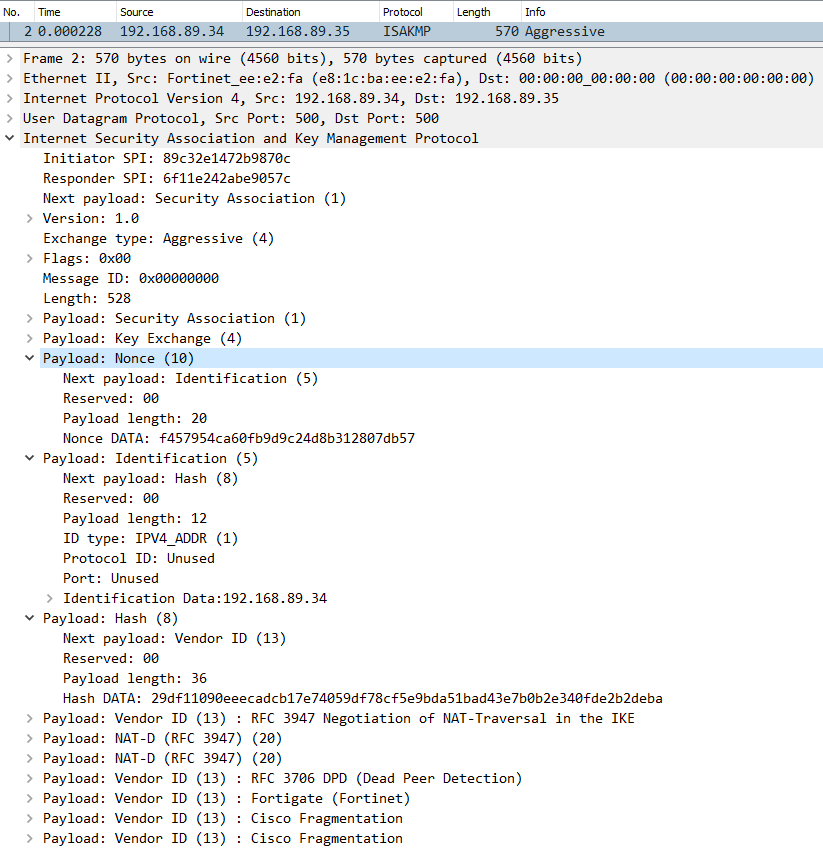 No. Time Source Destination Protocol Length Info
2 0.000228 192.168.89.34 192.168.89.35 ISAKMP 570 Aggressive
Frame 2: 570 bytes on wire (4560 bits), 570 bytes captured (4560 bits)
Ethernet II, Src: Fortinet_ee:e2:fa (e8:1c:ba:ee:e2:fa), Dst: 00:00:00_00:00:00 (00:00:00:00:00:00)
Internet Protocol Version 4, Src: 192.168.89.34, Dst: 192.168.89.35
User Datagram Protocol, Src Port: 500, Dst Port: 500
Internet Security Association and Key Management Protocol
Initiator SPI: 89c32e1472b9870c
Responder SPI: 6f11e242abe9057c
Next payload: Security Association (1)
Version: 1.0
Exchange type: Aggressive (4)
Flags: 0x00
Message ID: 0x00000000
Length: 528
Payload: Security Association (1)
Payload: Key Exchange (4)
Payload: Nonce (10)
Next payload: Identification (5)
Reserved: 00
Payload length: 20
Nonce DATA: f457954ca60fb9d9c24d8b312807db57
Payload: Identification (5)
Next payload: Hash (8)
Reserved: 00
Payload length: 12
ID type: IPV4_ADDR (1)
Protocol ID: Unused
Port: Unused
Identification Data:192.168.89.34
Payload: Hash (8)
Next payload: Vendor ID (13)
Reserved: 00
Payload length: 36
Hash DATA: 29df11090eeecadcb17e74059df78cf5e9bda51bad43e7b0b2e340fde2b2deba
Payload: Vendor ID (13) : RFC 3947 Negotiation of NAT-Traversal in the IKE
Payload: NAT-D (RFC 3947) (20)
Payload: NAT-D (RFC 3947) (20)
Payload: Vendor ID (13) : RFC 3706 DPD (Dead Peer Detection)
Payload: Vendor ID (13) : Fortigate (Fortinet)
Payload: Vendor ID (13) : Cisco Fragmentation
Payload: Vendor ID (13) : Cisco Fragmentation